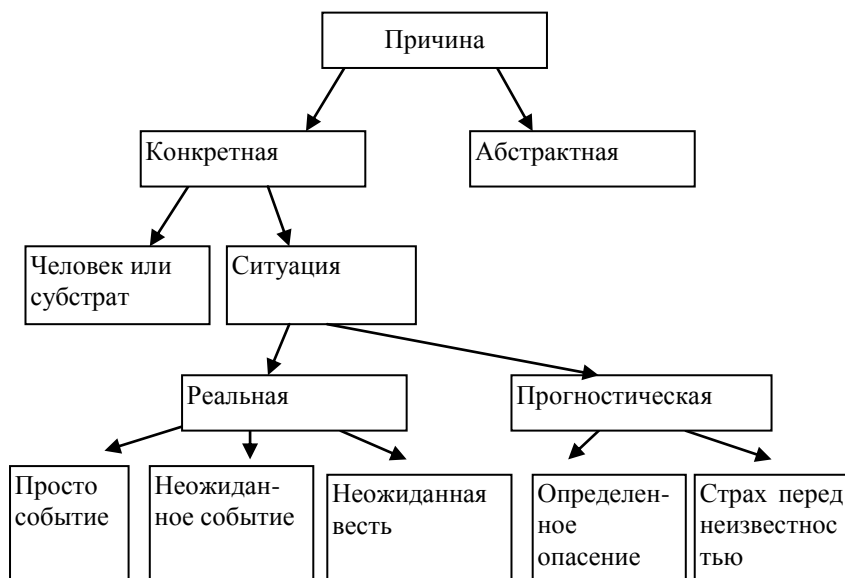 Причина
Конкретная
Абстрактная
Человек или
субстрат
Ситуация
Реальная
Прогностическая
Просто
событие
Неожидан-
ное событие
Неожиданная
весть
Определен-
ное
опасение
Страх перед
неизвестнос
тью